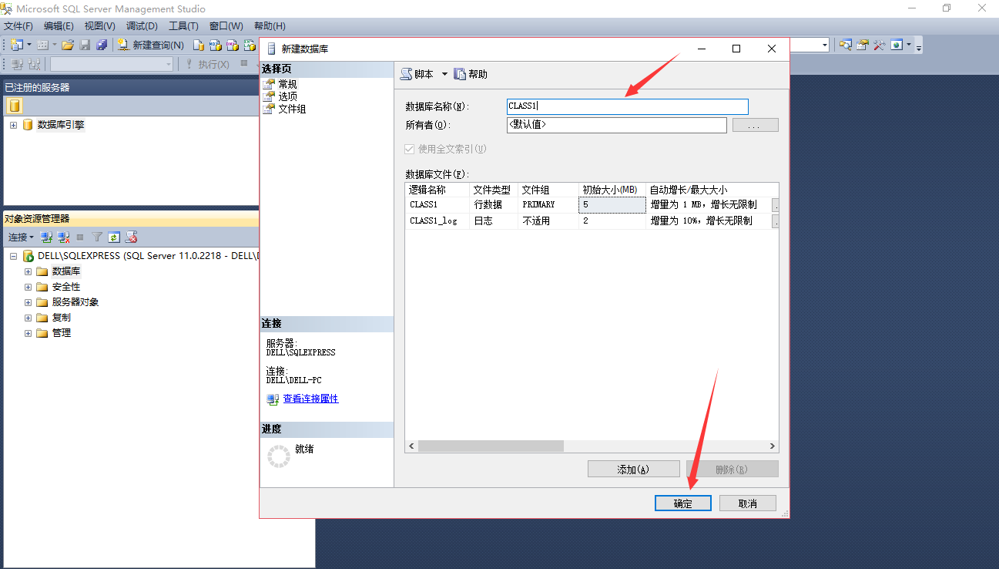 Microsoft SQL Server Management Studio
文件(F) 编辑(E) 视图(V) 调试(D) 工具(T) 窗口(W) 帮助(H)
新建查询(N)
执行(X)
已注册的服务器
数据库引擎
对象资源管理器
连接
DELL\SQLEXPRESS (SQL Server 11.0.2218 - DELL\
数据库
安全性
服务器对象
复制
管理
新建数据库
选择页
常规
选项
文件组
连接
服务器:
DELL\SQLEXPRESS
连接:
DELL\DELL-PC
查看连接属性
进度
就绪
脚本 帮助
数据库名称(N): CLASS1
所有者(O): <默认值> ...
使用全文索引(U)
数据库文件(F):
逻辑名称 文件类型 文件组 初始大小(MB) 自动增长/最大大小
CLASS1 行数据 PRIMARY 5 增量为 1 MB，增长无限制
CLASS1_log 日志 不适用 2 增量为 10%，增长无限制
添加(A) 删除(R)
确定 取消